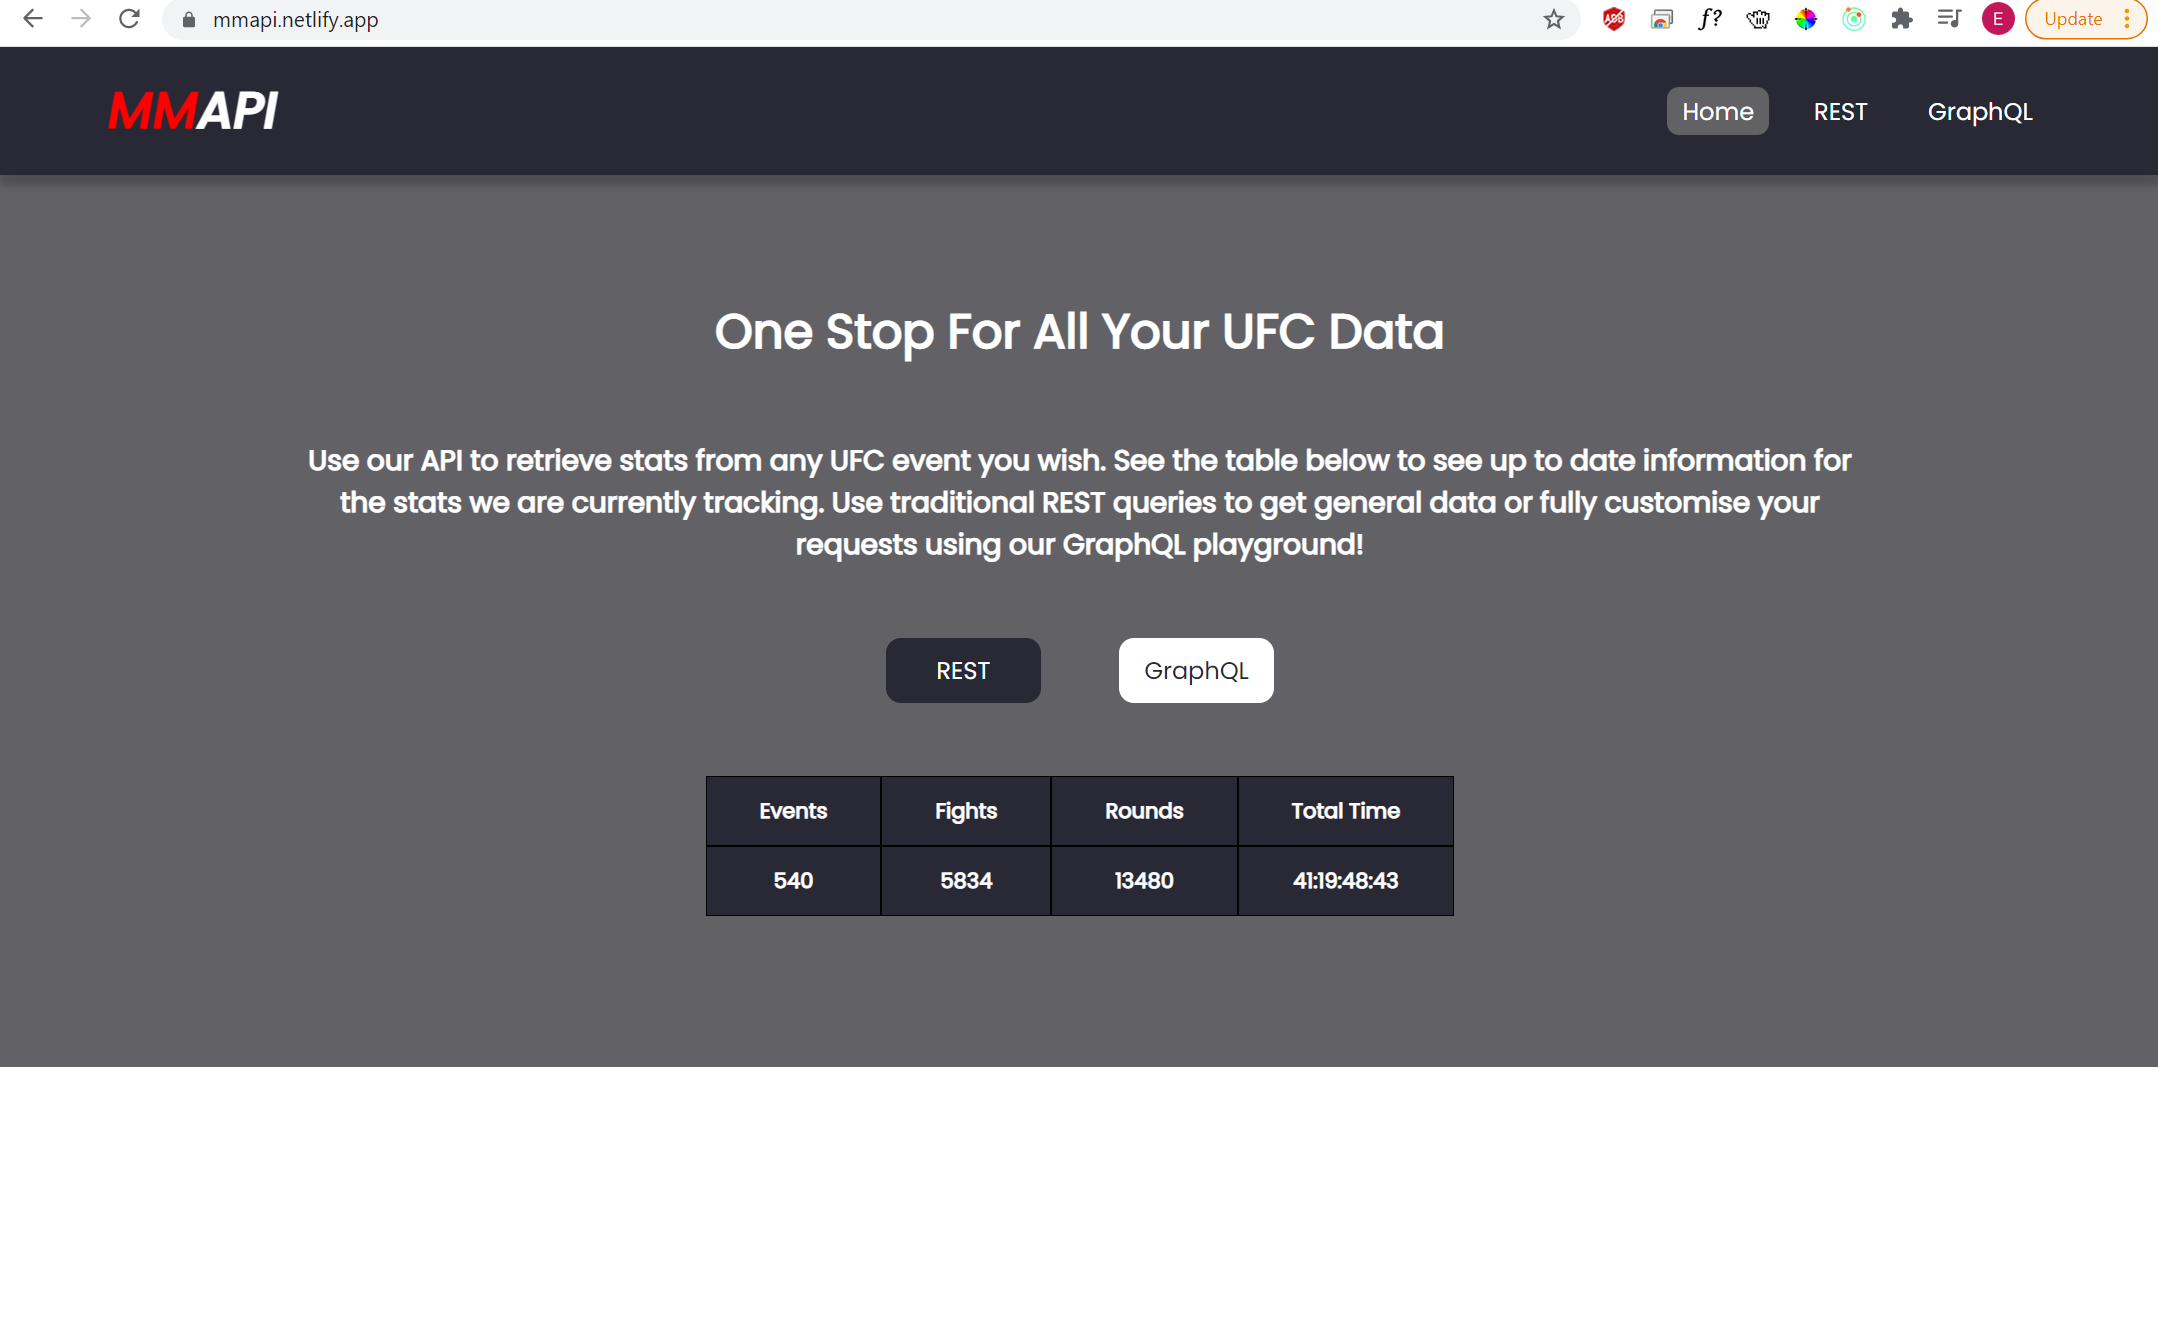 mmapi.netlify.app
ABP
f?
E
Update
MMAPI
Home REST GraphQL
One Stop For All Your UFC Data
Use our API to retrieve stats from any UFC event you wish. See the table below to see up to date information for
the stats we are currently tracking. Use traditional REST queries to get general data or fully customise your
requests using our GraphQL playground!
REST GraphQL
Events Fights Rounds Total Time
540 5834 13480 41:19:48:43